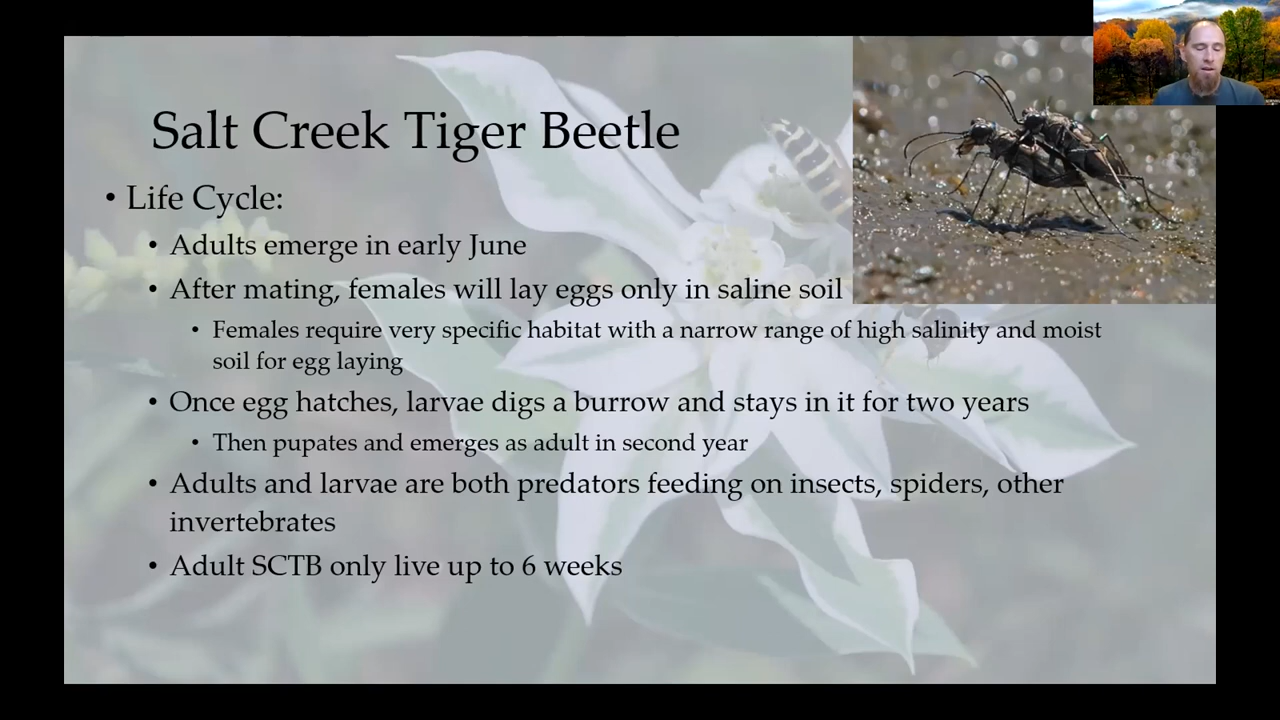 Salt Creek Tiger Beetle
• Life Cycle:
• Adults emerge in early June
• After mating, females will lay eggs only in saline soil
• Females require very specific habitat with a narrow range of high salinity and moist
soil for egg laying
• Once egg hatches, larvae digs a burrow and stays in it for two years
• Then pupates and emerges as adult in second year
• Adults and larvae are both predators feeding on insects, spiders, other
invertebrates
• Adult SCTB only live up to 6 weeks